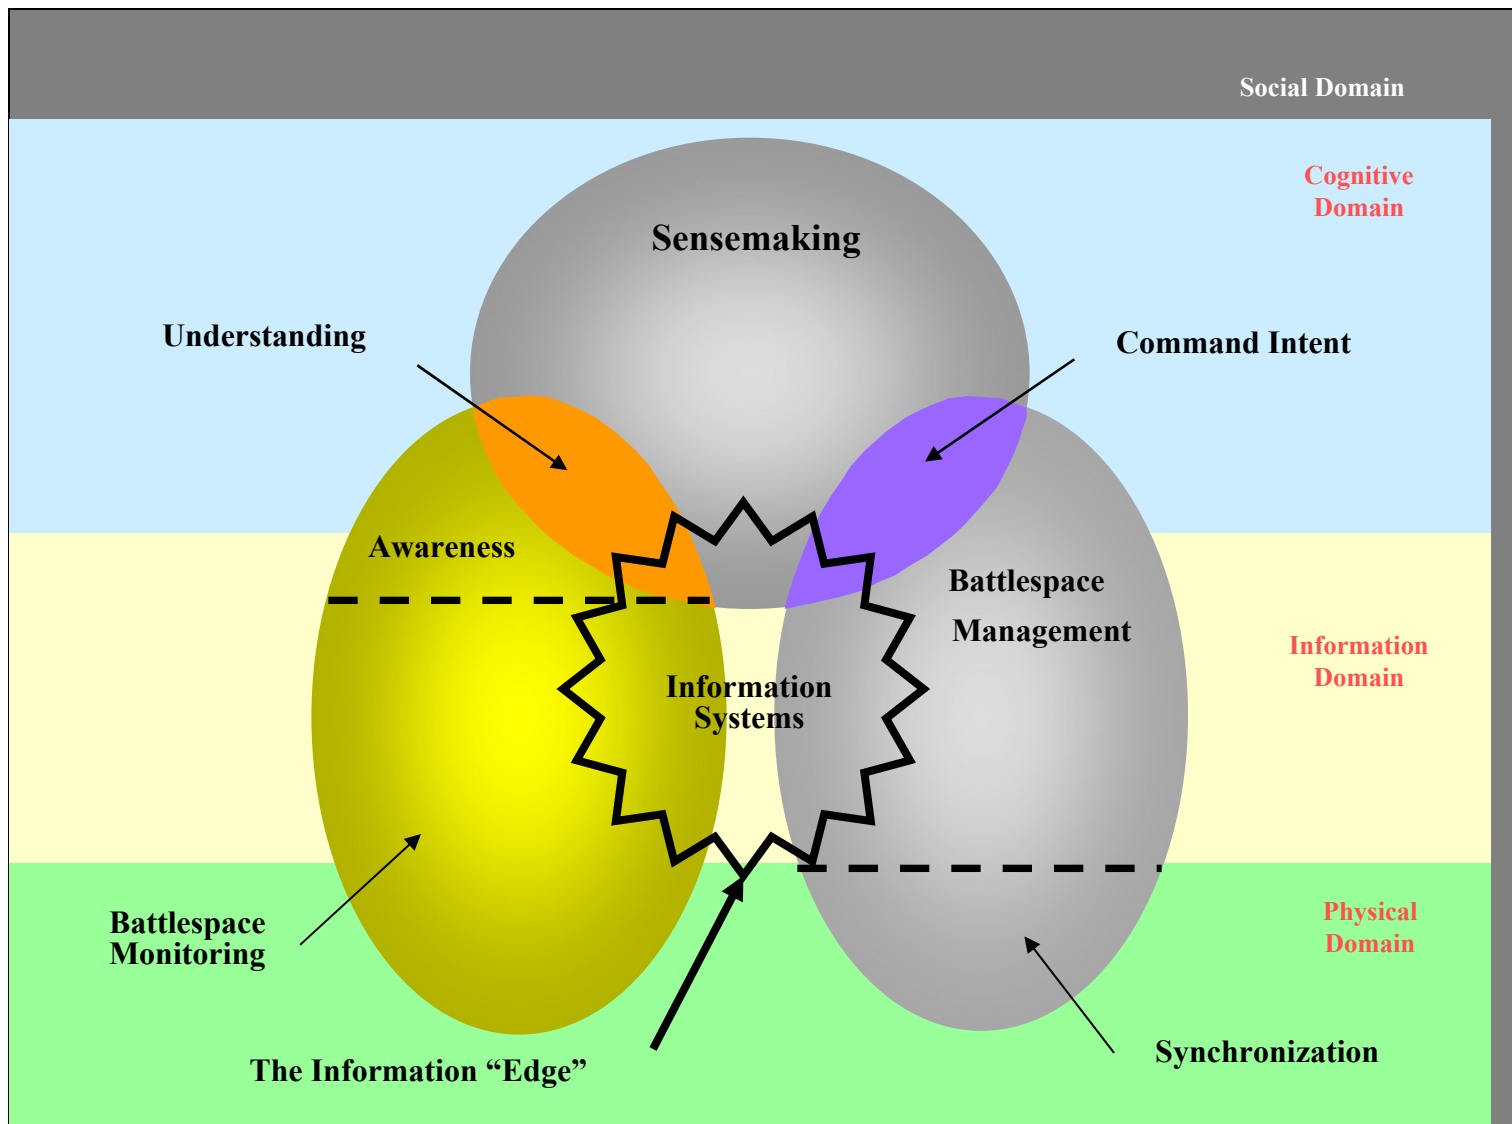 Social Domain
Cognitive
Domain
Sensemaking
Understanding
Command Intent
Awareness
Battlespace
Management
Information
Domain
Information
Systems
Battlespace
Monitoring
Physical
Domain
The Information “Edge”
Synchronization